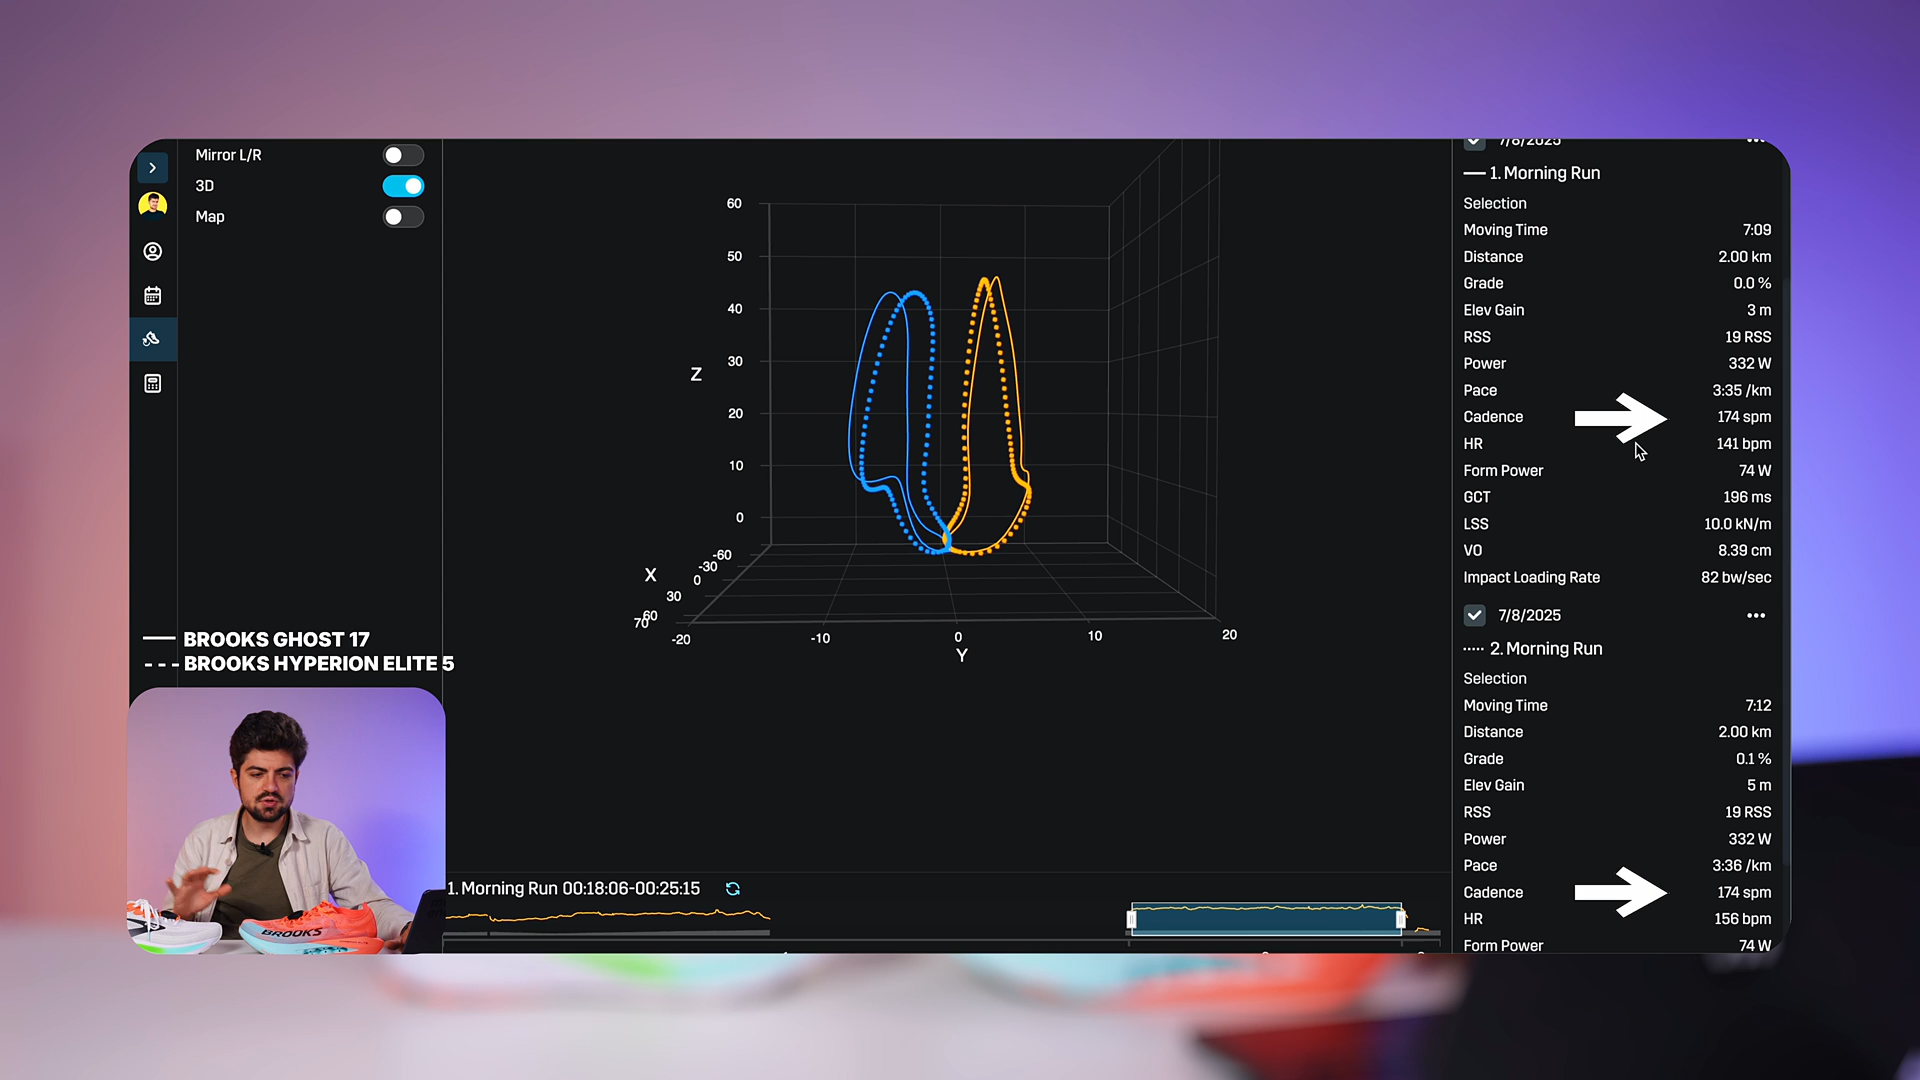 Mirror L/R
3D
Map
60
50
40
30
20
10
0
Z
-60
-30
0
30
60
70
X
-20
-10
0
10
20
Y
BROOKS GHOST 17
BROOKS HYPERION ELITE 5
BROOKS
1. Morning Run 00:18:06-00:25:15
7/8/2025
1. Morning Run
Selection
Moving Time 7:09
Distance 2.00 km
Grade 0.0 %
Elev Gain 3 m
RSS 19 RSS
Power 332 W
Pace 3:35 /km
Cadence 174 spm
HR 141 bpm
Form Power 74 W
GCT 196 ms
LSS 10.0 kN/m
VO 8.39 cm
Impact Loading Rate 82 bw/sec
7/8/2025
2. Morning Run
Selection
Moving Time 7:12
Distance 2.00 km
Grade 0.1 %
Elev Gain 5 m
RSS 19 RSS
Power 332 W
Pace 3:36 /km
Cadence 174 spm
HR 156 bpm
Form Power 74 W